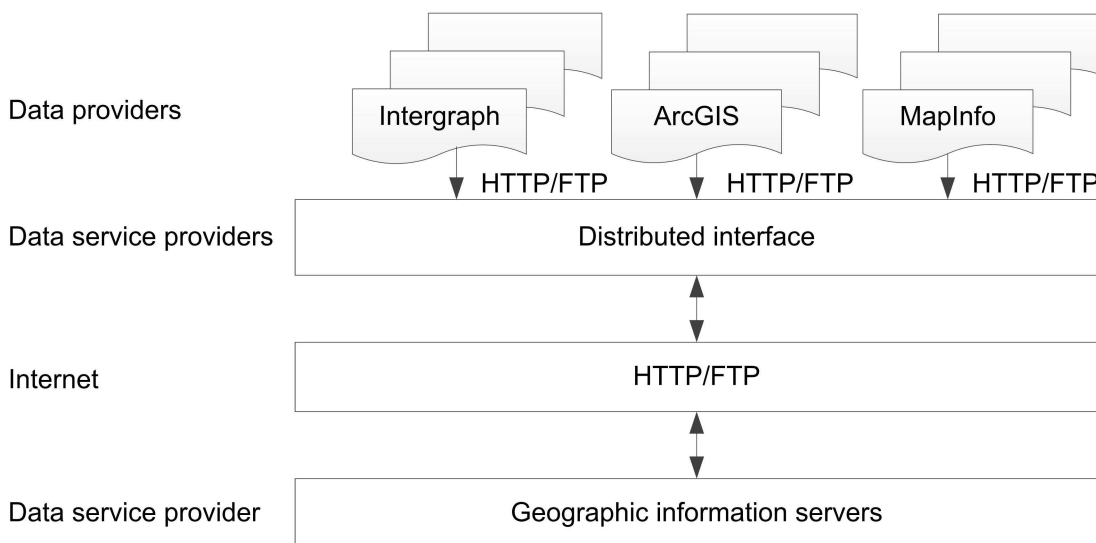 Data providers
Intergraph
ArcGIS
MapInfo
HTTP/FTP
HTTP/FTP
HTTP/FTP
Data service providers
Distributed interface
Internet
HTTP/FTP
Data service provider
Geographic information servers